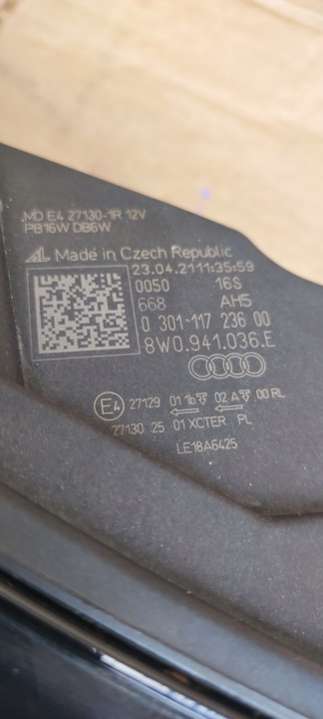 MD E4 27130-1R 12V
PB16W DB6W
AL Made in Czech Republic
23.04.21 11:35:59
0050 16S
668 AH5
0 301-117 236 00
8W0.941.036.E
E4 27129 01 02A 00 RL
27130 25 01 XCTER PL
LE18A6425